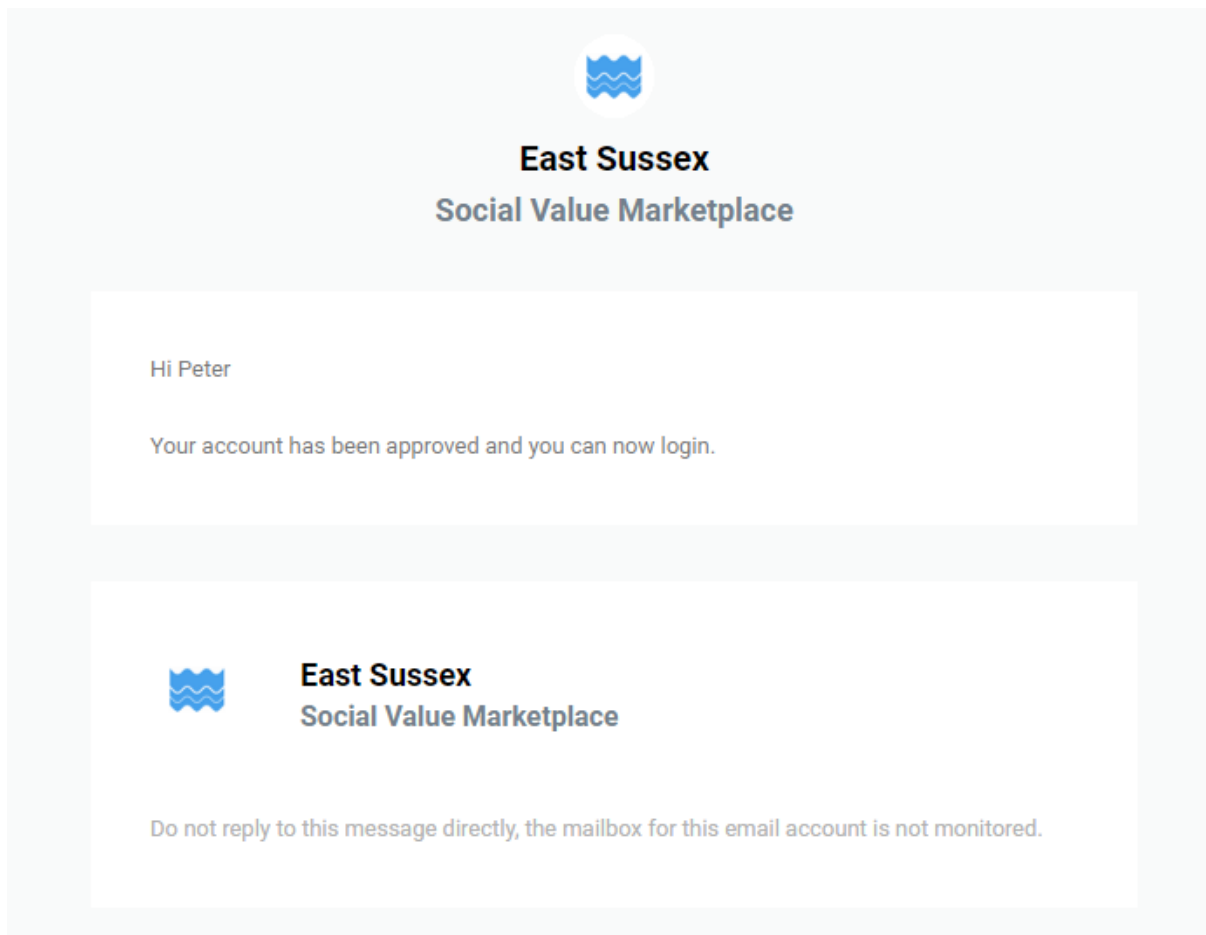 East Sussex
Social Value Marketplace
Hi Peter
Your account has been approved and you can now login.
East Sussex
Social Value Marketplace
Do not reply to this message directly, the mailbox for this email account is not monitored.